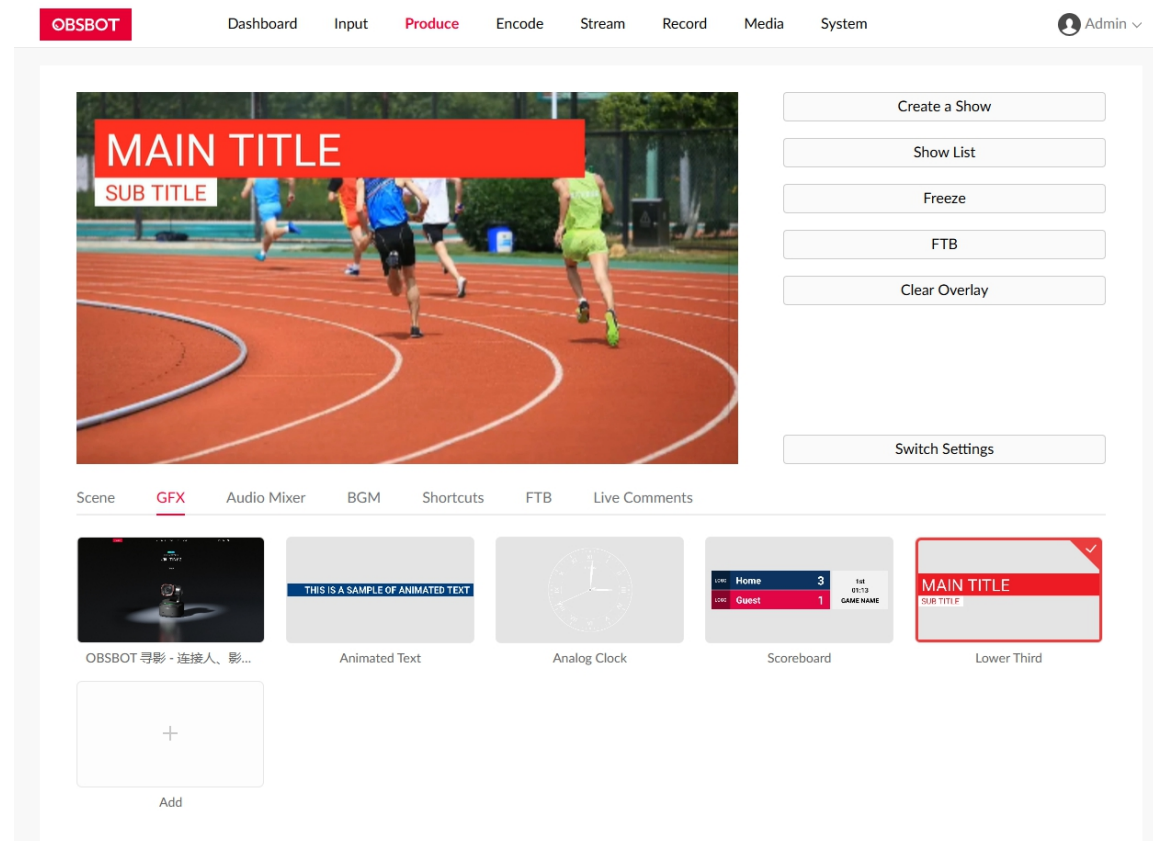 OBSBOT
Dashboard Input Produce Encode Stream Record Media System
Admin
MAIN TITLE
SUB TITLE
Create a Show
Show List
Freeze
FTB
Clear Overlay
Switch Settings
Scene GFX Audio Mixer BGM Shortcuts FTB Live Comments
THIS IS A SAMPLE OF ANIMATED TEXT
Home 3
Guest 1
1st
01:13
GAME NAME
MAIN TITLE
SUB TITLE
OBSBOT 寻影 - 连接人、影...
Animated Text
Analog Clock
Scoreboard
Lower Third
Add